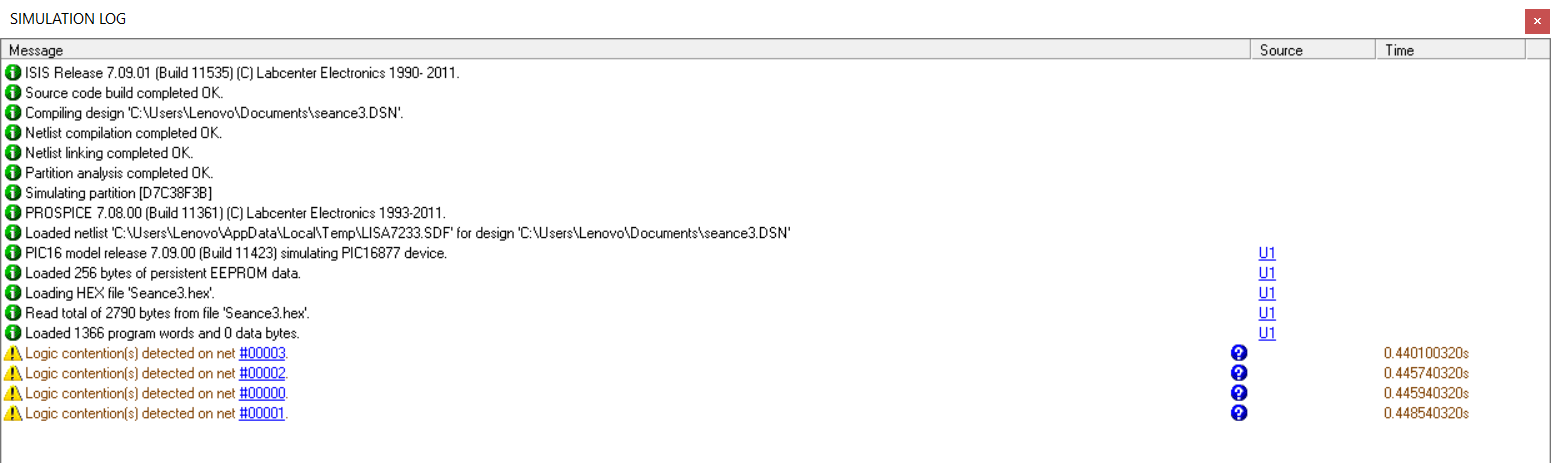 SIMULATION LOG
Message Source Time
ISIS Release 7.09.01 (Build 11535) (C) Labcenter Electronics 1990- 2011.
Source code build completed OK.
Compiling design 'C:\Users\Lenovo\Documents\seance3.DSN'.
Netlist compilation completed OK.
Netlist linking completed OK.
Partition analysis completed OK.
Simulating partition [D7C38F3B]
PROSPICE 7.08.00 (Build 11361) (C) Labcenter Electronics 1993-2011.
Loaded netlist 'C:\Users\Lenovo\AppData\Local\Temp\LISA7233.SDF' for design 'C:\Users\Lenovo\Documents\seance3.DSN'
PIC16 model release 7.09.00 (Build 11423) simulating PIC16877 device. U1
Loaded 256 bytes of persistent EEPROM data. U1
Loading HEX file 'Seance3.hex'. U1
Read total of 2790 bytes from file 'Seance3.hex'. U1
Loaded 1366 program words and 0 data bytes. U1
Logic contention(s) detected on net #00003. 0.440100320s
Logic contention(s) detected on net #00002. 0.445740320s
Logic contention(s) detected on net #00000. 0.445940320s
Logic contention(s) detected on net #00001. 0.448540320s